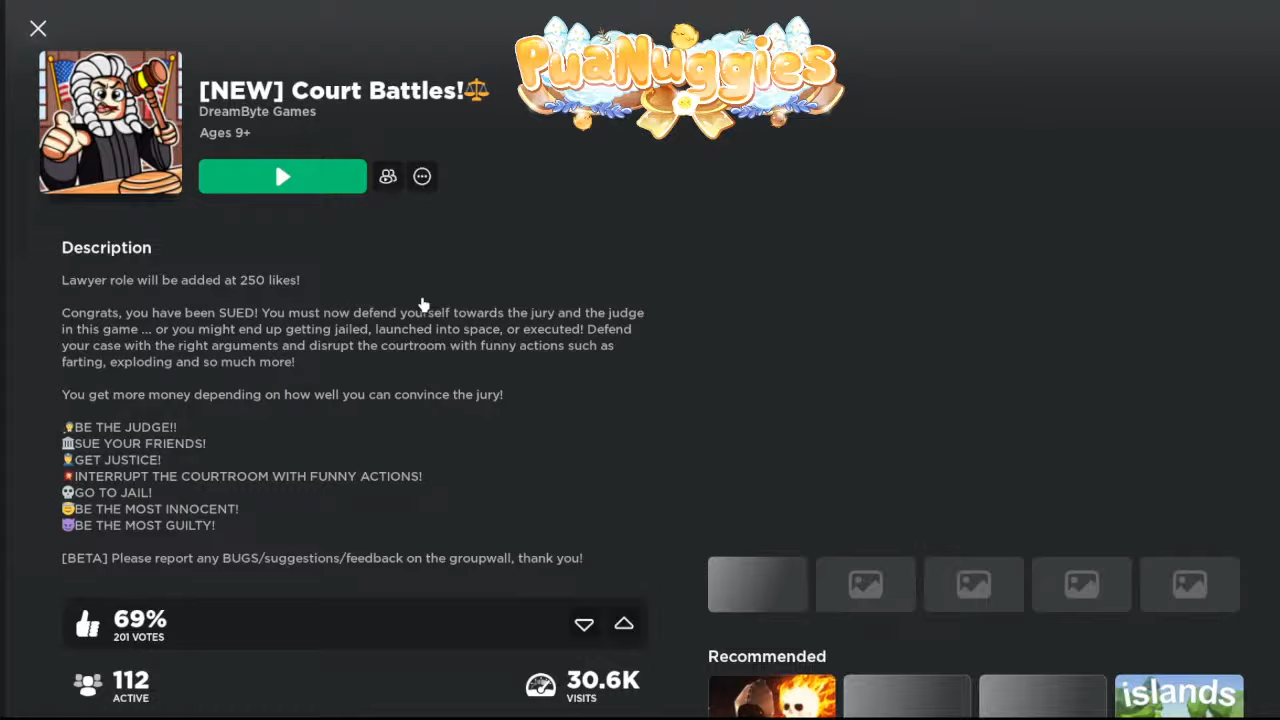 PuaNuggies
[NEW] Court Battles!⚖️
DreamByte Games
Ages 9+
Description
Lawyer role will be added at 250 likes!
Congrats, you have been SUED! You must now defend yourself towards the jury and the judge
in this game ... or you might end up getting jailed, launched into space, or executed! Defend
your case with the right arguments and disrupt the courtroom with funny actions such as
farting, exploding and so much more!
You get more money depending on how well you can convince the jury!
🧑‍⚖️BE THE JUDGE!!
🏛️SUE YOUR FRIENDS!
👮GET JUSTICE!
💥INTERRUPT THE COURTROOM WITH FUNNY ACTIONS!
💀GO TO JAIL!
😇BE THE MOST INNOCENT!
😈BE THE MOST GUILTY!
[BETA] Please report any BUGS/suggestions/feedback on the groupwall, thank you!
69%
201 VOTES
112
ACTIVE
30.6K
VISITS
Recommended
islands